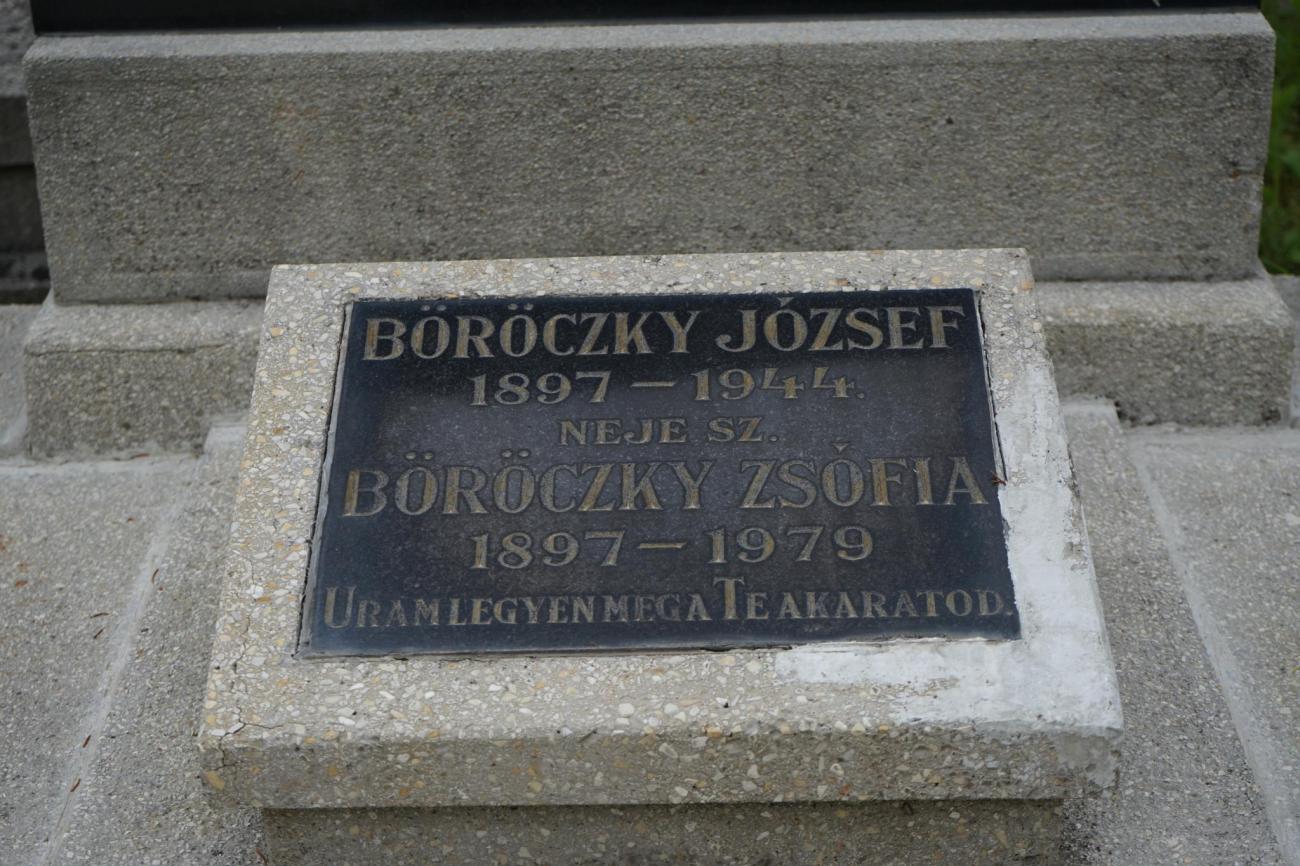 BÖRÖCZKY JÓZSEF
1897 – 1944.
NEJE SZ.
BÖRÖCZKY ZSÓFIA
1897 – 1979
URAM LEGYEN MEG A TE AKARATOD.